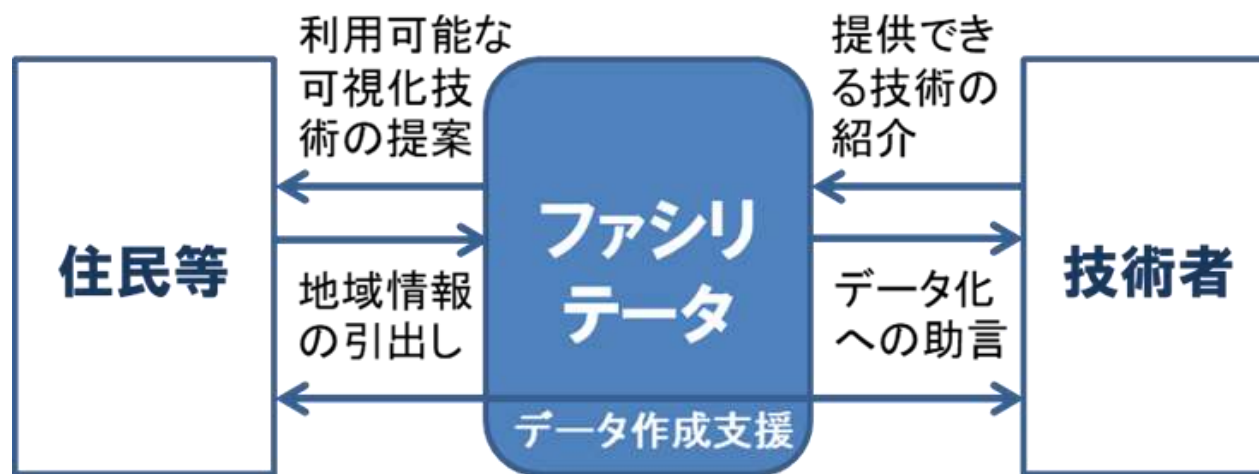 利用可能な
可視化技
術の提案
提供でき
る技術の
紹介
住民等
ファシリ
テータ
技術者
地域情報
の引出し
データ化
への助言
データ作成支援